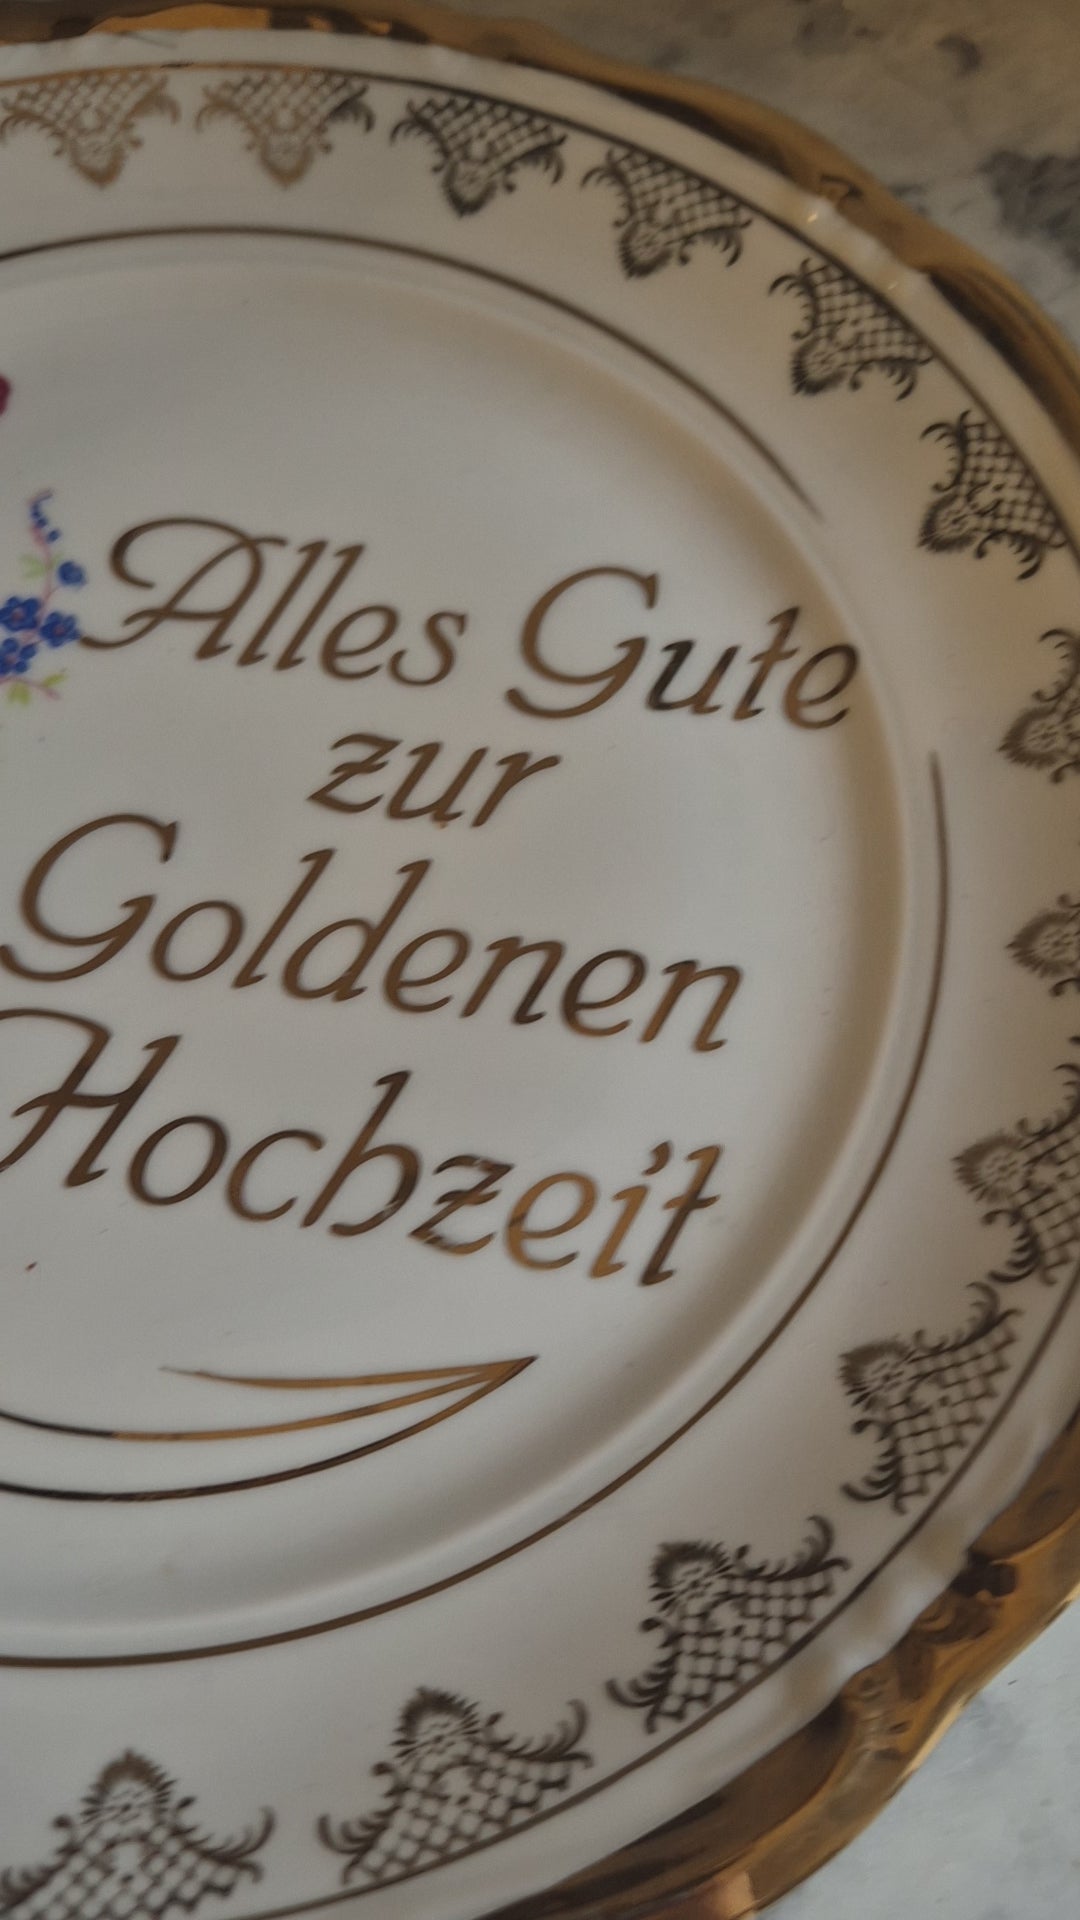 Alles Gute
zur
Goldenen
Hochzeit